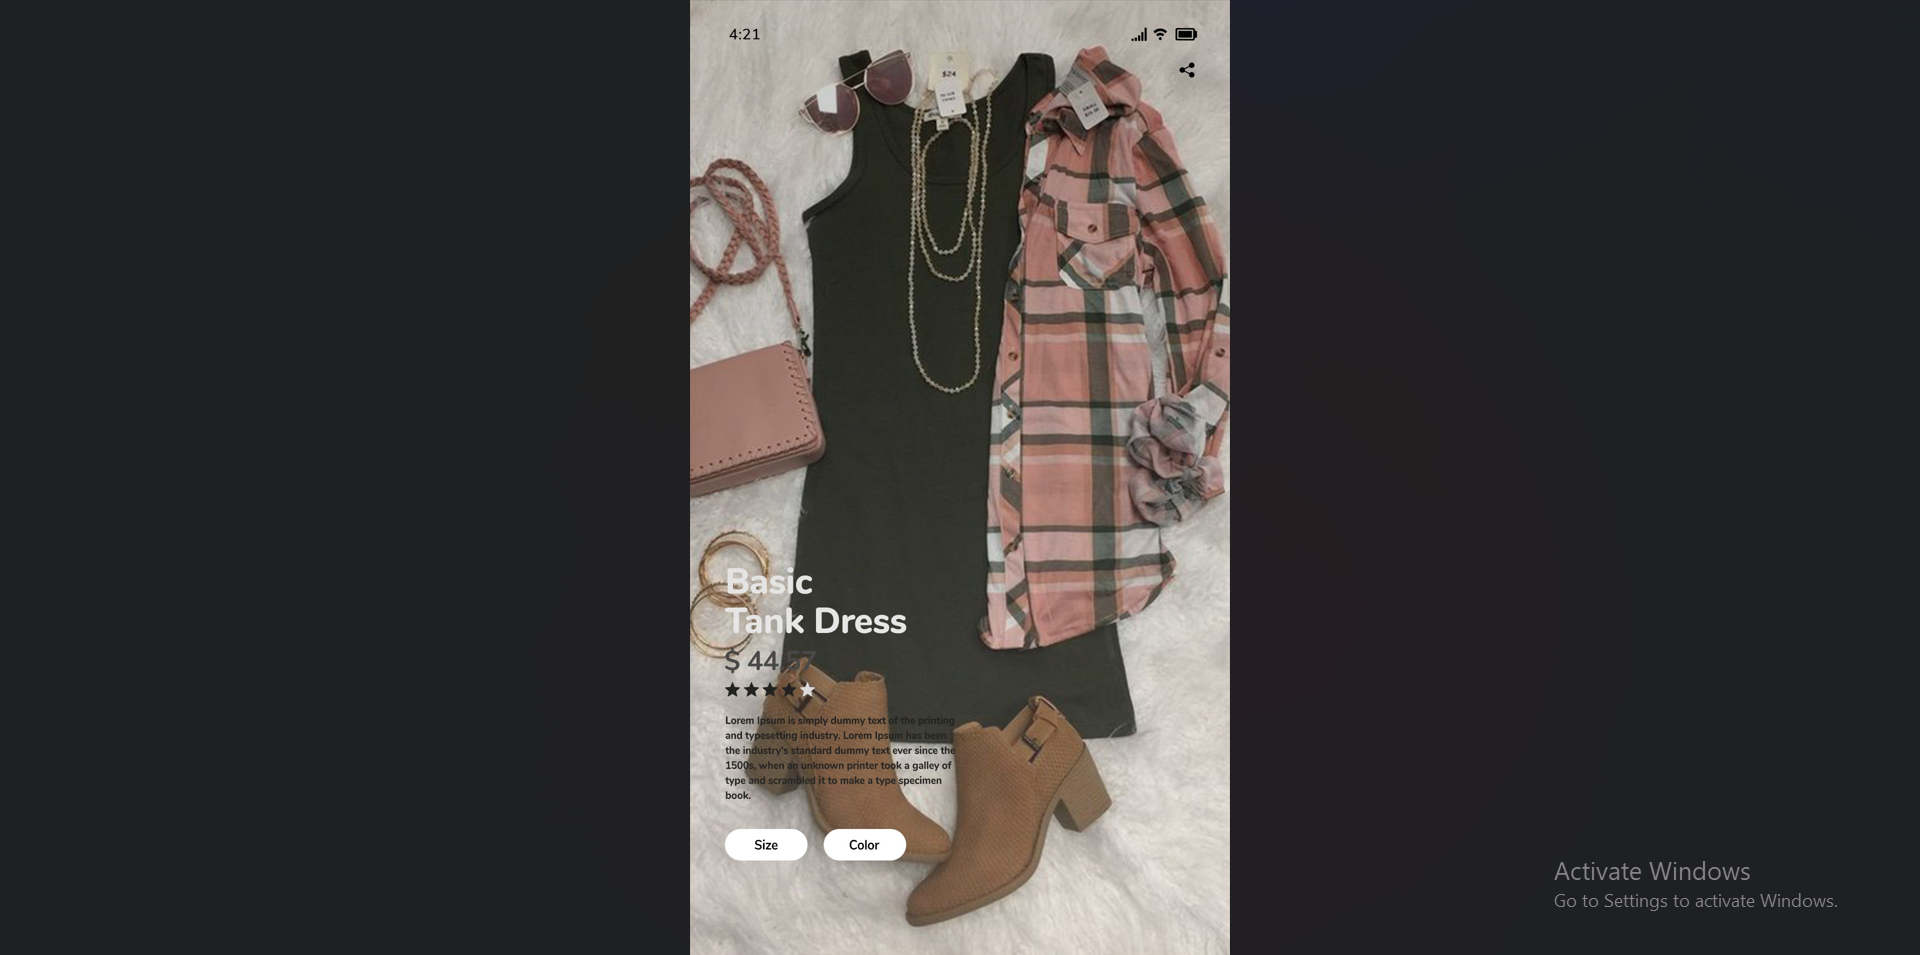 4:21
$24
Basic
Tank Dress
$ 44.57
Lorem Ipsum is simply dummy text of the printing
and typesetting industry. Lorem Ipsum has been
the industry's standard dummy text ever since the
1500s, when an unknown printer took a galley of
type and scrambled it to make a type specimen
book.
Size
Color
Activate Windows
Go to Settings to activate Windows.